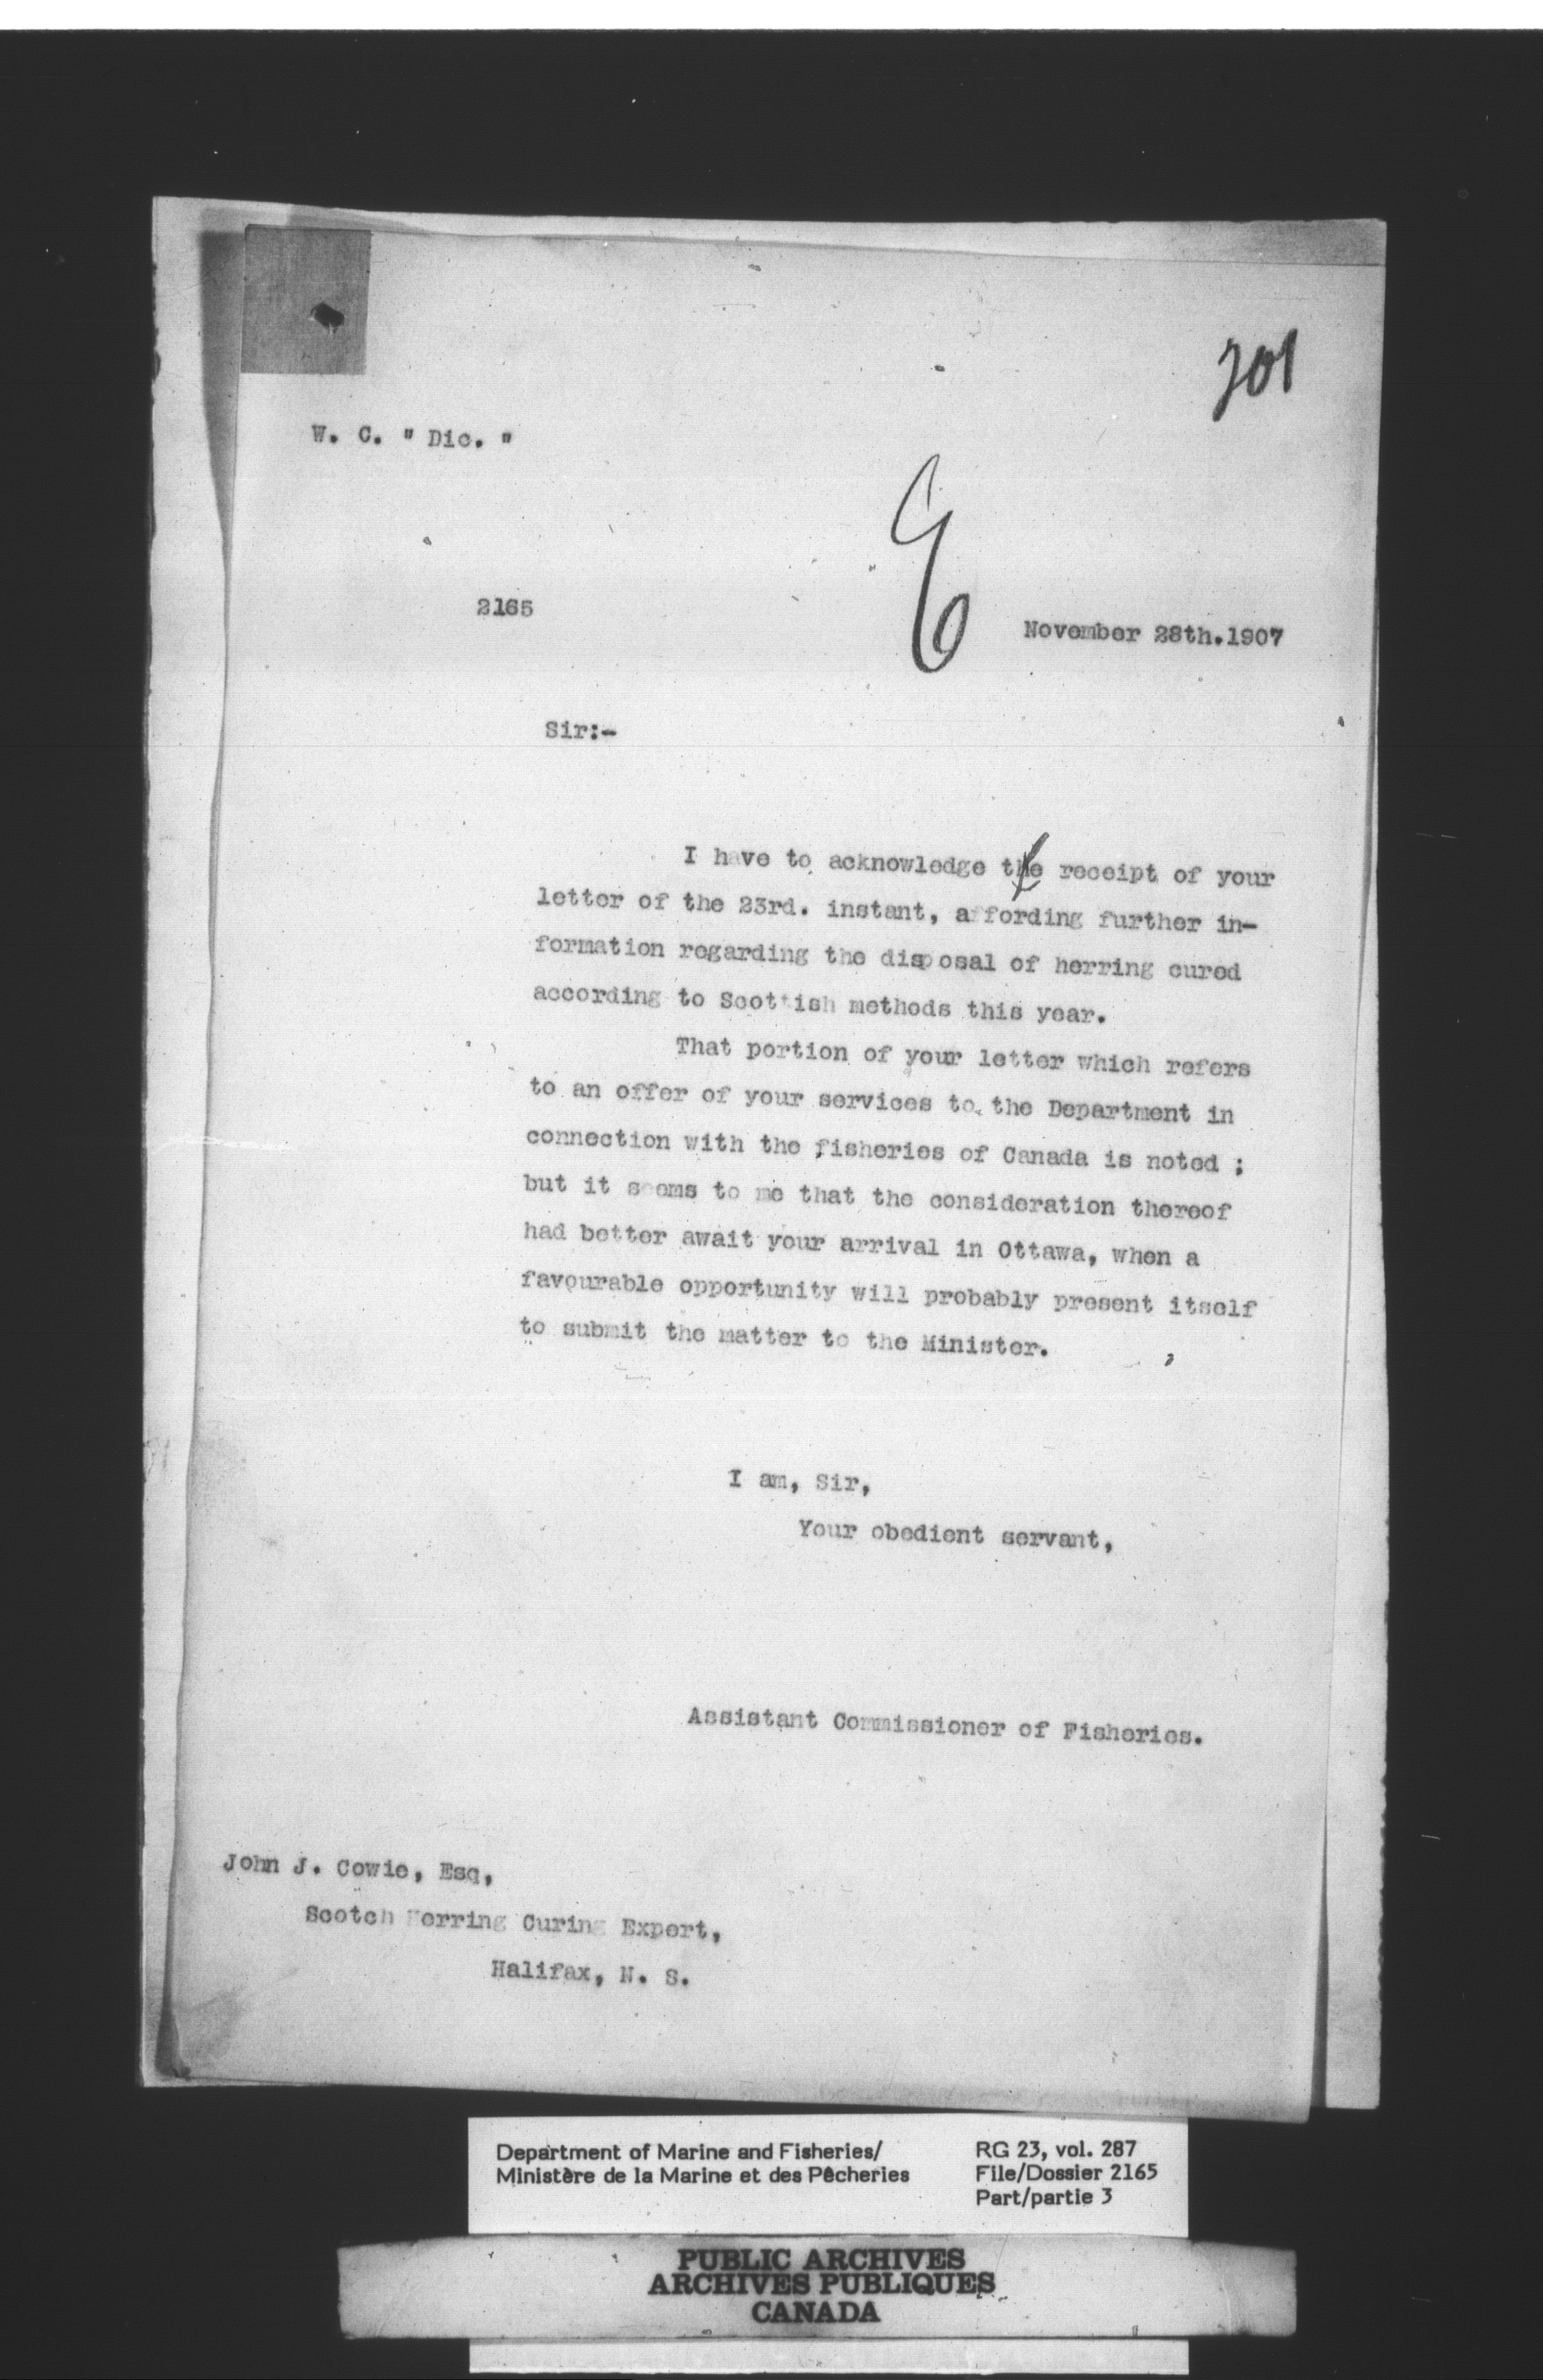 201
W. C. " Dic. "
E
2165
November 28th.1907
Sir:-
I have to acknowledge the receipt of your
letter of the 23rd. instant, affording further in-
formation regarding the disposal of herring cured
according to Scottish methods this year.
That portion of your letter which refers
to an offer of your services to the Department in
connection with the fisheries of Canada is noted ;
but it seems to me that the consideration thereof
had better await your arrival in Ottawa, when a
favourable opportunity will probably present itself
to submit the matter to the Minister.
I am, Sir,
Your obedient servant,
Assistant Commissioner of Fisheries.
John J. Cowie, Esq,
Scotch Herring Curing Expert,
Halifax, N. S.
Department of Marine and Fisheries/
Ministère de la Marine et des Pêcheries
RG 23, vol. 287
File/Dossier 2165
Part/partie 3
PUBLIC ARCHIVES
ARCHIVES PUBLIQUES
CANADA